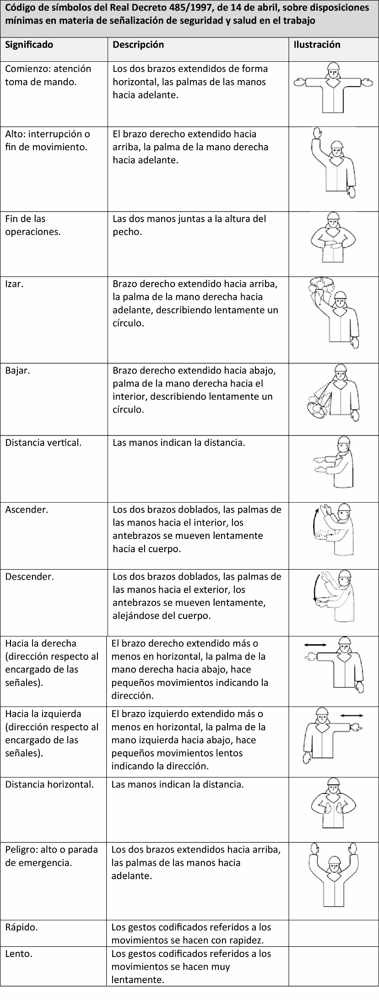 Código de símbolos del Real Decreto 485/1997, de 14 de abril, sobre disposiciones
mínimas en materia de señalización de seguridad y salud en el trabajo
Significado
Descripción
Ilustración
Comienzo: atención
toma de mando.
Los dos brazos extendidos de forma
horizontal, las palmas de las manos
hacia adelante.
Alto: interrupción o
fin de movimiento.
El brazo derecho extendido hacia
arriba, la palma de la mano derecha
hacia adelante.
Fin de las
operaciones.
Las dos manos juntas a la altura del
pecho.
Izar.
Brazo derecho extendido hacia arriba,
la palma de la mano derecha hacia
adelante, describiendo lentamente un
círculo.
Bajar.
Brazo derecho extendido hacia abajo,
palma de la mano derecha hacia el
interior, describiendo lentamente un
círculo.
Distancia vertical.
Las manos indican la distancia.
Ascender.
Los dos brazos doblados, las palmas de
las manos hacia el interior, los
antebrazos se mueven lentamente
hacia el cuerpo.
Descender.
Los dos brazos doblados, las palmas de
las manos hacia el exterior, los
antebrazos se mueven lentamente,
alejándose del cuerpo.
Hacia la derecha
(dirección respecto al
encargado de las
señales).
El brazo derecho extendido más o
menos en horizontal, la palma de la
mano derecha hacia abajo, hace
pequeños movimientos indicando la
dirección.
Hacia la izquierda
(dirección respecto al
encargado de las
señales).
El brazo izquierdo extendido más o
menos en horizontal, la palma de la
mano izquierda hacia abajo, hace
pequeños movimientos lentos
indicando la dirección.
Distancia horizontal.
Las manos indican la distancia.
Peligro: alto o parada
de emergencia.
Los dos brazos extendidos hacia arriba,
las palmas de las manos hacia
adelante.
Rápido.
Los gestos codificados referidos a los
movimientos se hacen con rapidez.
Lento.
Los gestos codificados referidos a los
movimientos se hacen muy
lentamente.